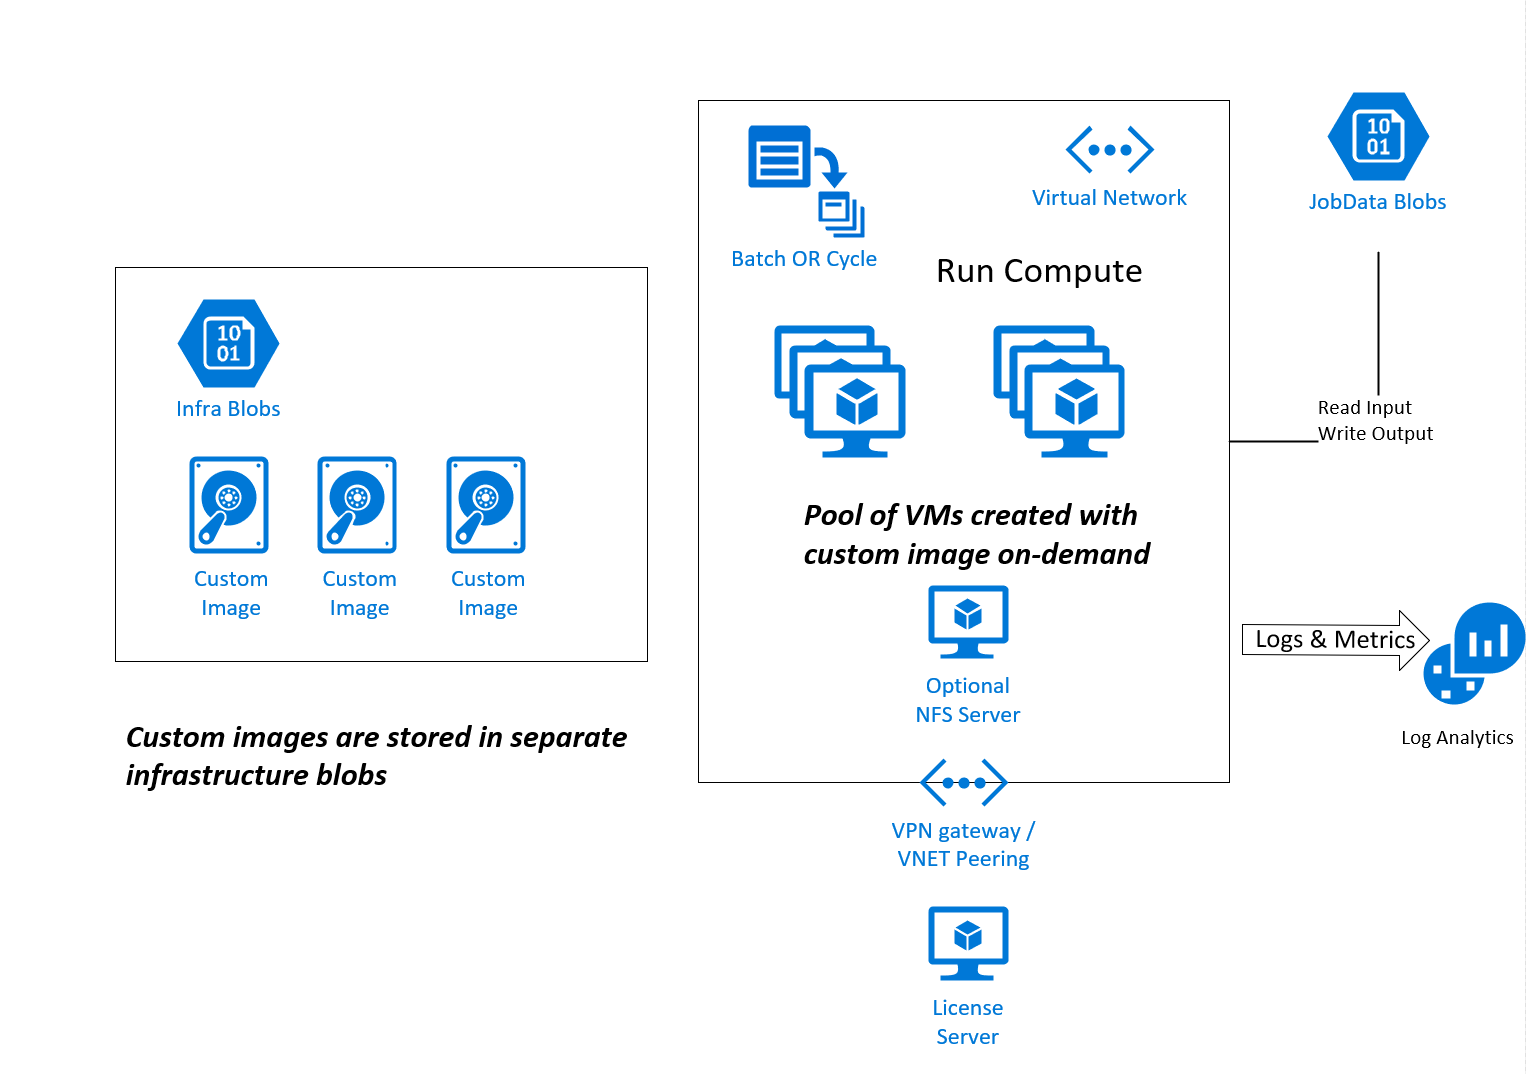 10
01
Infra Blobs
Custom
Image
Custom
Image
Custom
Image
Custom images are stored in separate
infrastructure blobs
Batch OR Cycle
Virtual Network
Run Compute
Pool of VMs created with
custom image on-demand
Optional
NFS Server
VPN gateway /
VNET Peering
License
Server
10
01
JobData Blobs
Read Input
Write Output
Logs & Metrics
Log Analytics